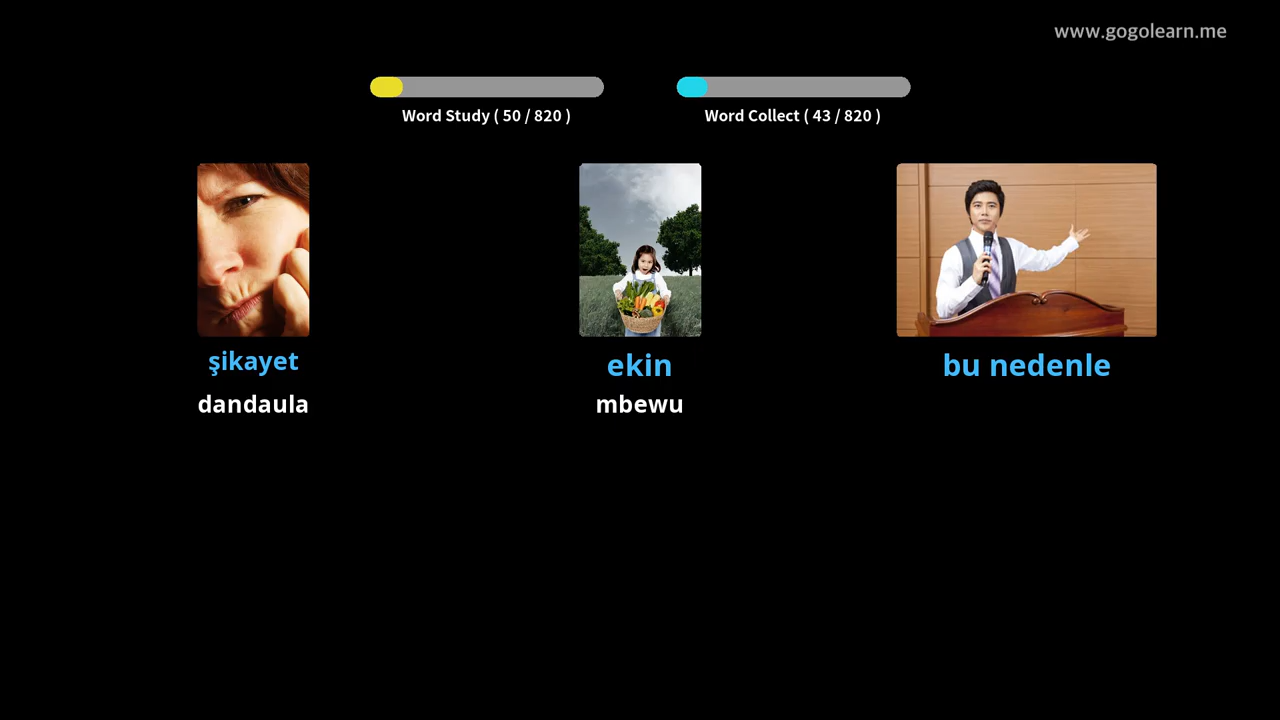 www.gogolearn.me
Word Study ( 50 / 820 )
Word Collect ( 43 / 820 )
şikayet
dandaula
ekin
mbewu
bu nedenle